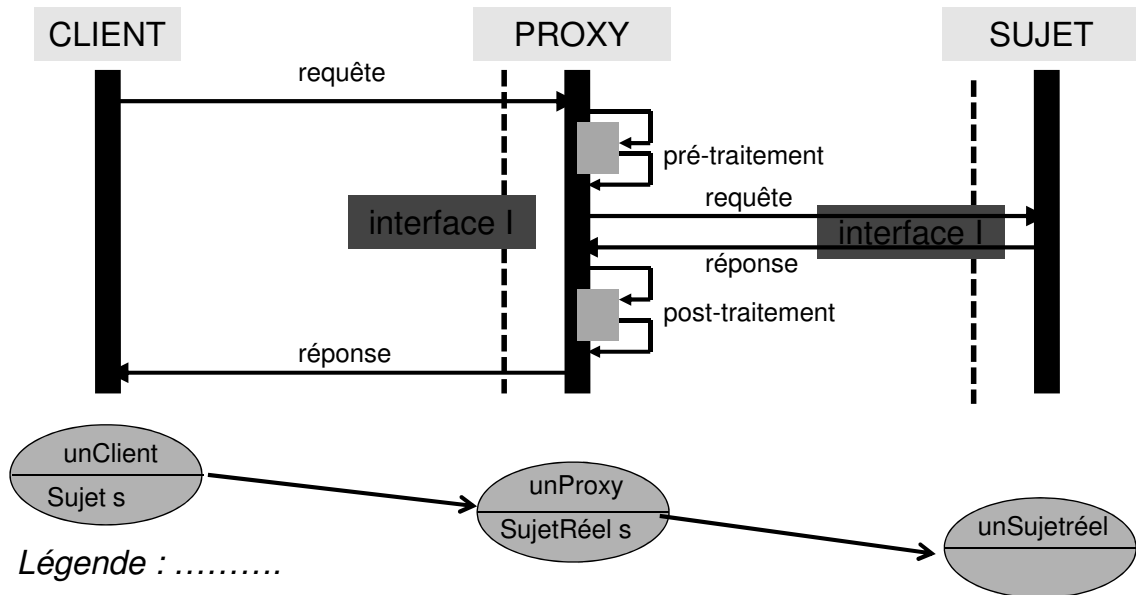 CLIENT
PROXY
SUJET
requête
pré-traitement
requête
interface I
interface I
réponse
post-traitement
réponse
unClient
Sujet s
unProxy
SujetRéel s
unSujetréel
Légende : ..........